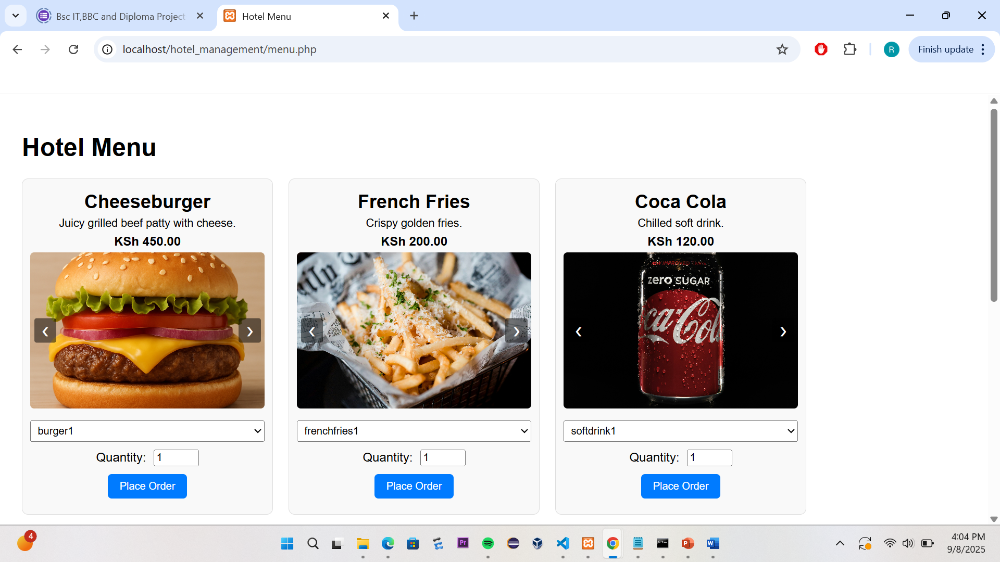 Bsc IT,BBC and Diploma Project
Hotel Menu
localhost/hotel_management/menu.php
R
Finish update
Hotel Menu
Cheeseburger
Juicy grilled beef patty with cheese.
KSh 450.00
❮
❯
burger1
Quantity: 1
Place Order
French Fries
Crispy golden fries.
KSh 200.00
❮
❯
frenchfries1
Quantity: 1
Place Order
Coca Cola
Chilled soft drink.
KSh 120.00
zero SUGAR
ca-Col
❮
❯
softdrink1
Quantity: 1
Place Order
4
Pr
4:04 PM
9/8/2025